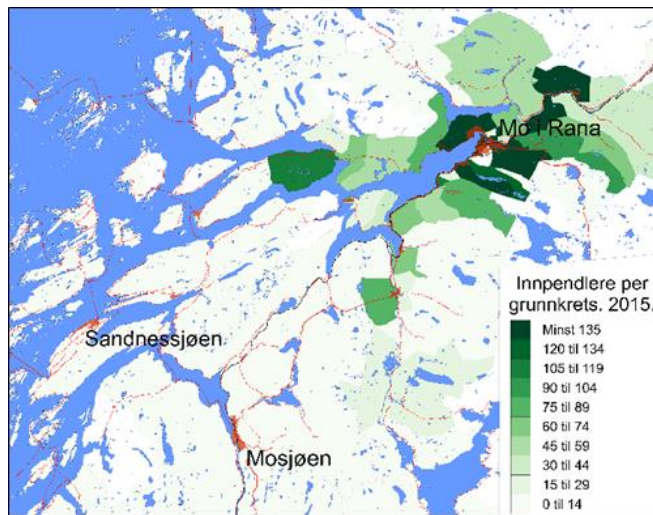 Mo i Rana
Sandnessjøen
Mosjøen
Innpendlere per
grunnkrets. 2015.
Minst 135
120 til 134
105 til 119
90 til 104
75 til 89
60 til 74
45 til 59
30 til 44
15 til 29
0 til 14